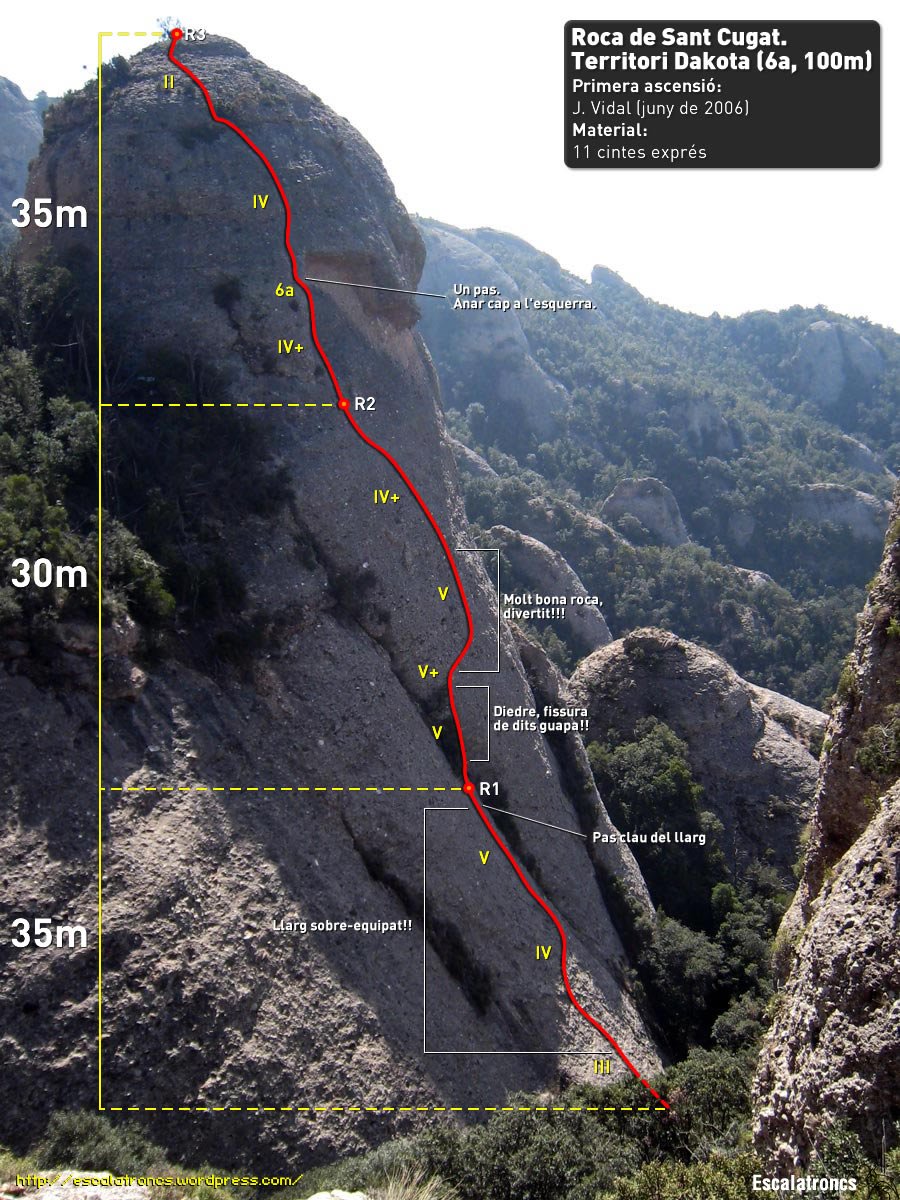 Roca de Sant Cugat.
Territori Dakota (6a, 100m)
Primera ascensió:
J. Vidal (juny de 2006)
Material:
11 cintes exprés
R3
II
35m
IV
6a
Un pas.
Anar cap a l'esquerra.
IV+
R2
IV+
30m
V
Molt bona roca,
divertit!!!
V+
Diedre, fissura
de dits guapa!!
V
R1
Pas clau del llarg
V
Llarg sobre-equipat!!
35m
IV
III
http://escalatroncs.wordpress.com/
Escalatroncs